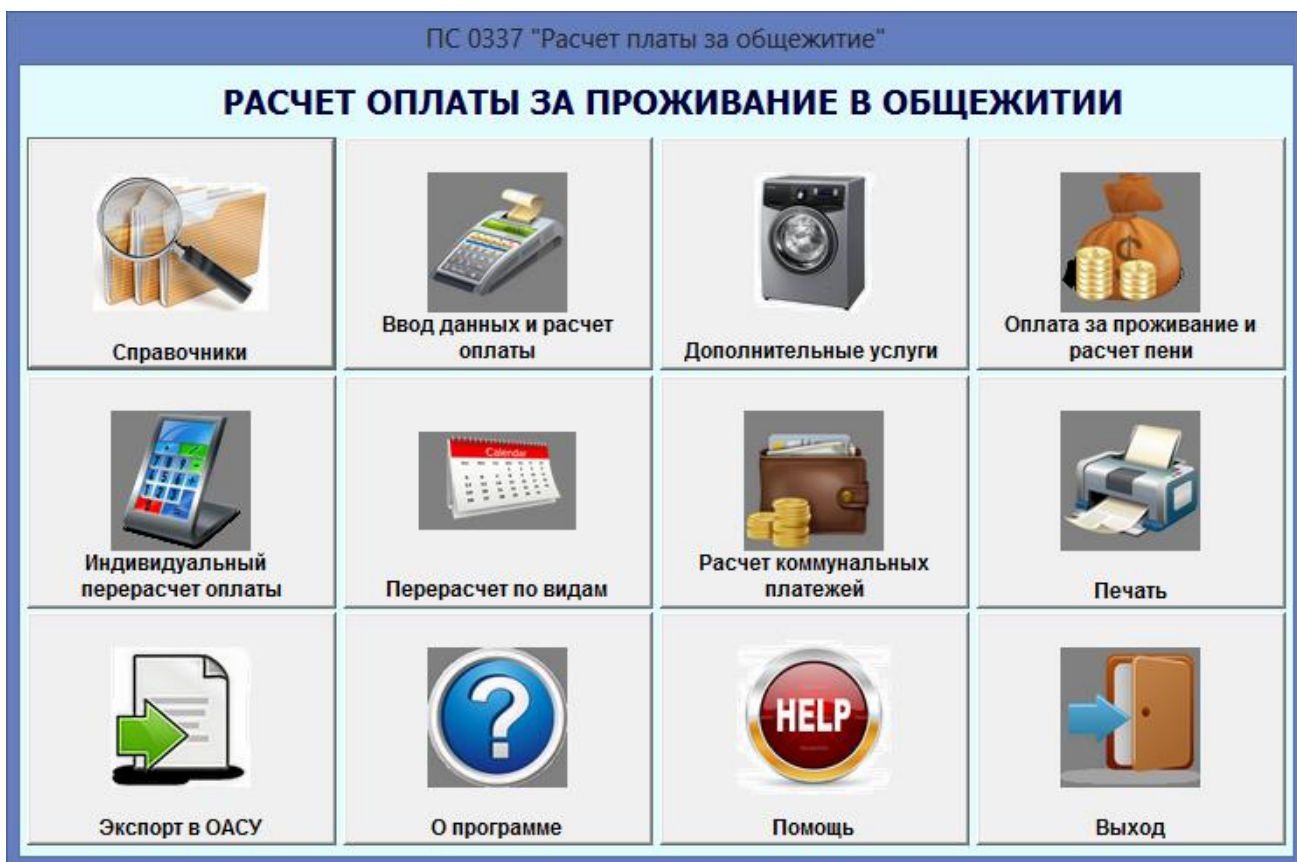 ПС 0337 "Расчет платы за общежитие"
РАСЧЕТ ОПЛАТЫ ЗА ПРОЖИВАНИЕ В ОБЩЕЖИТИИ
Справочники
Ввод данных и расчет
оплаты
Дополнительные услуги
Оплата за проживание и
расчет пени
Индивидуальный
перерасчет оплаты
Calendar
Перерасчет по видам
Расчет коммунальных
платежей
Печать
Экспорт в ОАСУ
О программе
HELP
Помощь
Выход